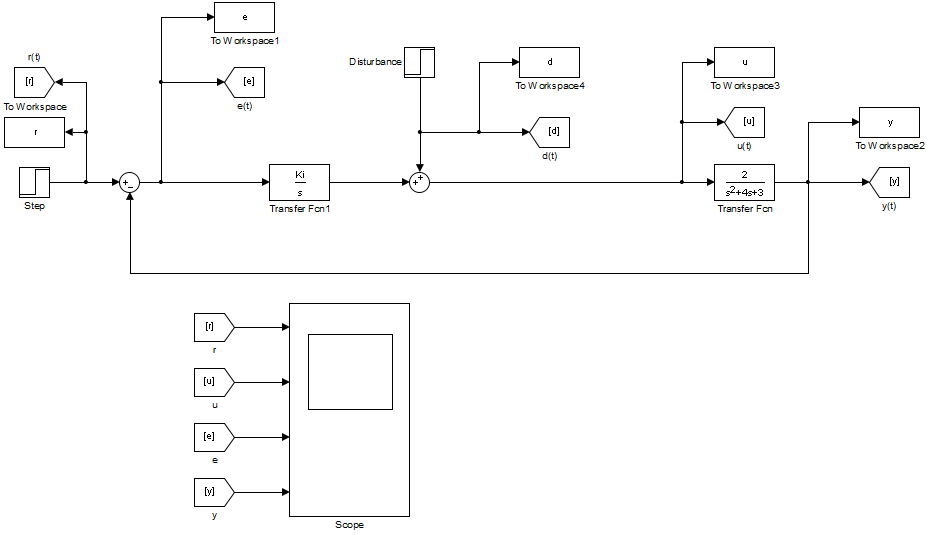 e
To Workspace1
r(t)
[r]
To Workspace
r
Step
+
−
[e]
e(t)
Disturbance
d
To Workspace4
[d]
d(t)
Ki
s
Transfer Fcn1
+
+
u
To Workspace3
[u]
u(t)
2
s²+4s+3
Transfer Fcn
y
To Workspace2
[y]
y(t)
[r]
r
[u]
u
[e]
e
[y]
y
Scope